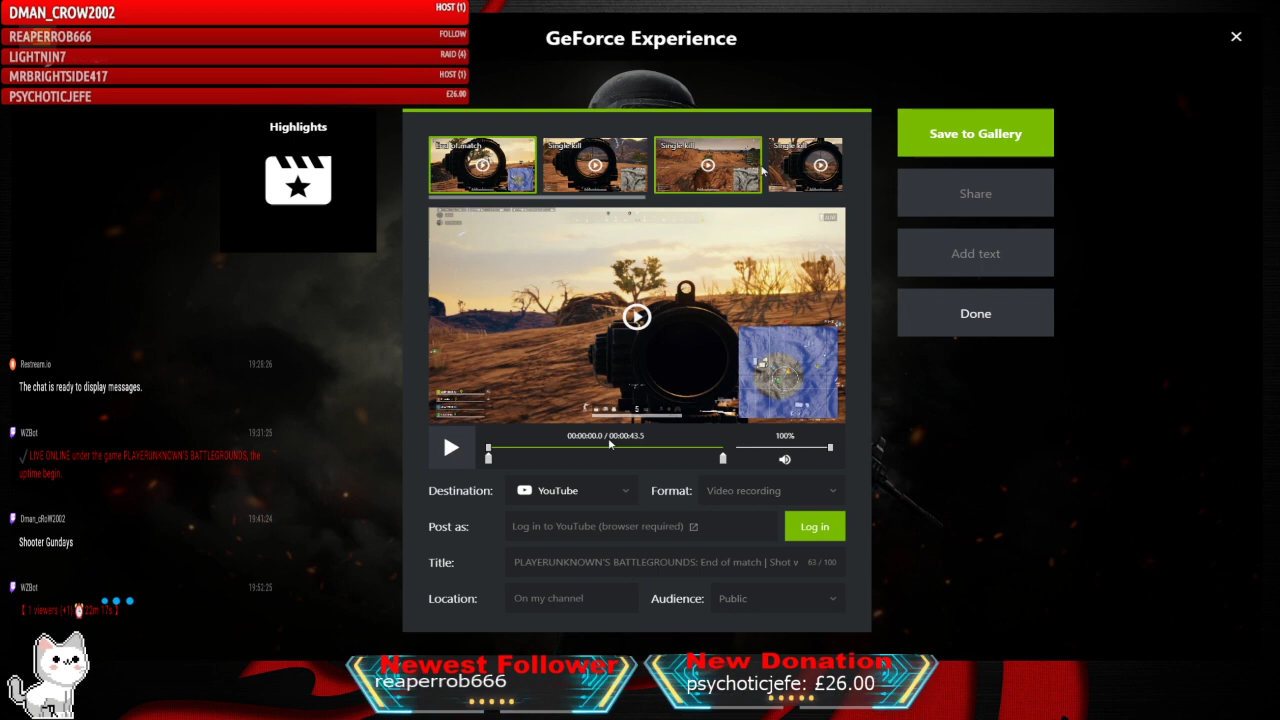 DMAN_CROW2002 HOST (1)
REAPERROB666 FOLLOW
LIGHTNIN7 RAID (4)
MRBRIGHTSIDE417 HOST (1)
PSYCHOTICJEFE £26.00
GeForce Experience
Highlights
End of match
Single kill
Single kill
Single kill
Save to Gallery
Share
Add text
Done
5
00:00:00.0 / 00:00:43.5
100%
Destination: YouTube Format: Video recording
Post as: Log in to YouTube (browser required) Log in
Title: PLAYERUNKNOWN'S BATTLEGROUNDS: End of match | Shot v 63 / 100
Location: On my channel Audience: Public
Restream.io 19:28:26
The chat is ready to display messages.
WZBot 19:31:25
LIVE ONLINE under the game PLAYERUNKNOWN'S BATTLEGROUNDS, the
uptime begin.
Dman_cRoW2002 19:41:24
Shooter Gundays
WZBot 19:52:25
[ 1 viewers (+1) 22m 17s ]
Newest Follower
reaperrob666
New Donation
psychoticjefe: £26.00